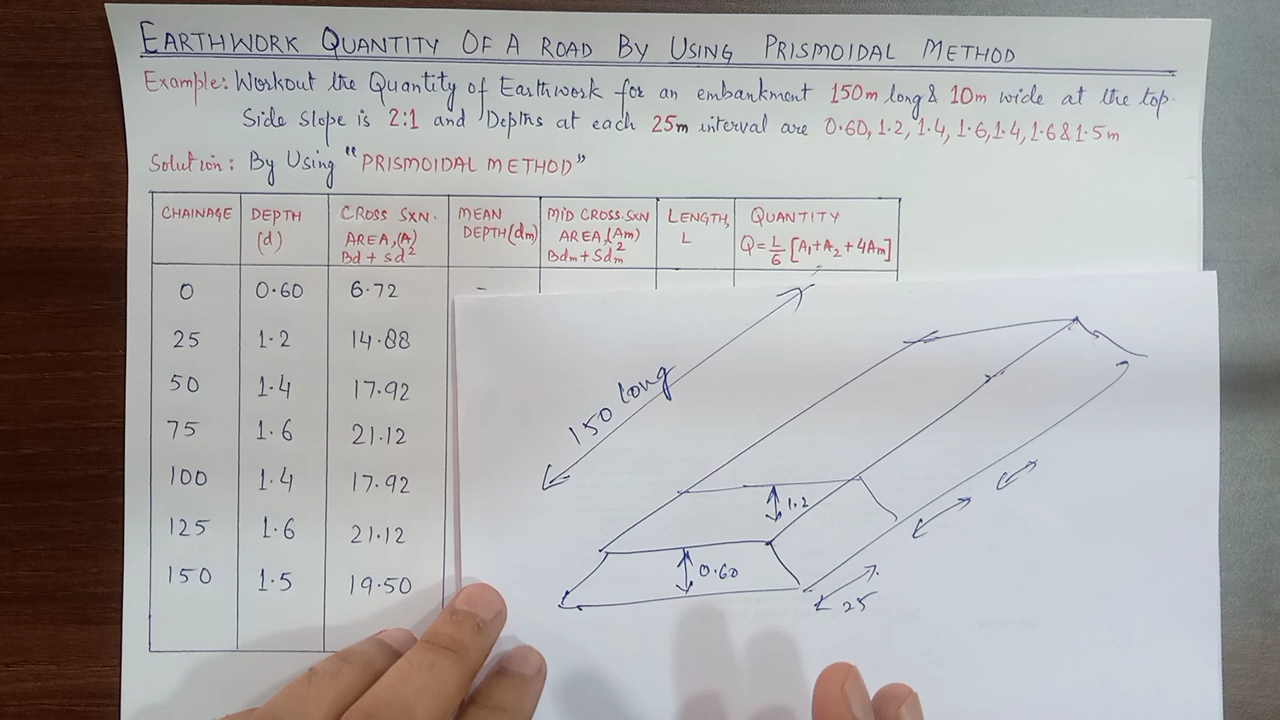 EARTHWORK QUANTITY OF A ROAD BY USING PRISMOIDAL METHOD
Example: Workout the Quantity of Earthwork for an embankment 150m long & 10m wide at the top.
Side Slope is 2:1 and Depths at each 25m interval are 0.60, 1.2, 1.4, 1.6, 1.4, 1.6 & 1.5m
Solution: By Using "PRISMOIDAL METHOD"
CHAINAGE DEPTH (d) CROSS SXN. AREA, (A) Bd + Sd² MEAN DEPTH (dm) MID CROSS. SXN AREA, (Am) Bdm + Sdm² LENGTH, L QUANTITY Q = L/6 [A1 + A2 + 4Am]
0 0.60 6.72 -
25 1.2 14.88
50 1.4 17.92
75 1.6 21.12
100 1.4 17.92
125 1.6 21.12
150 1.5 19.50
150 long
1.2
0.60
25